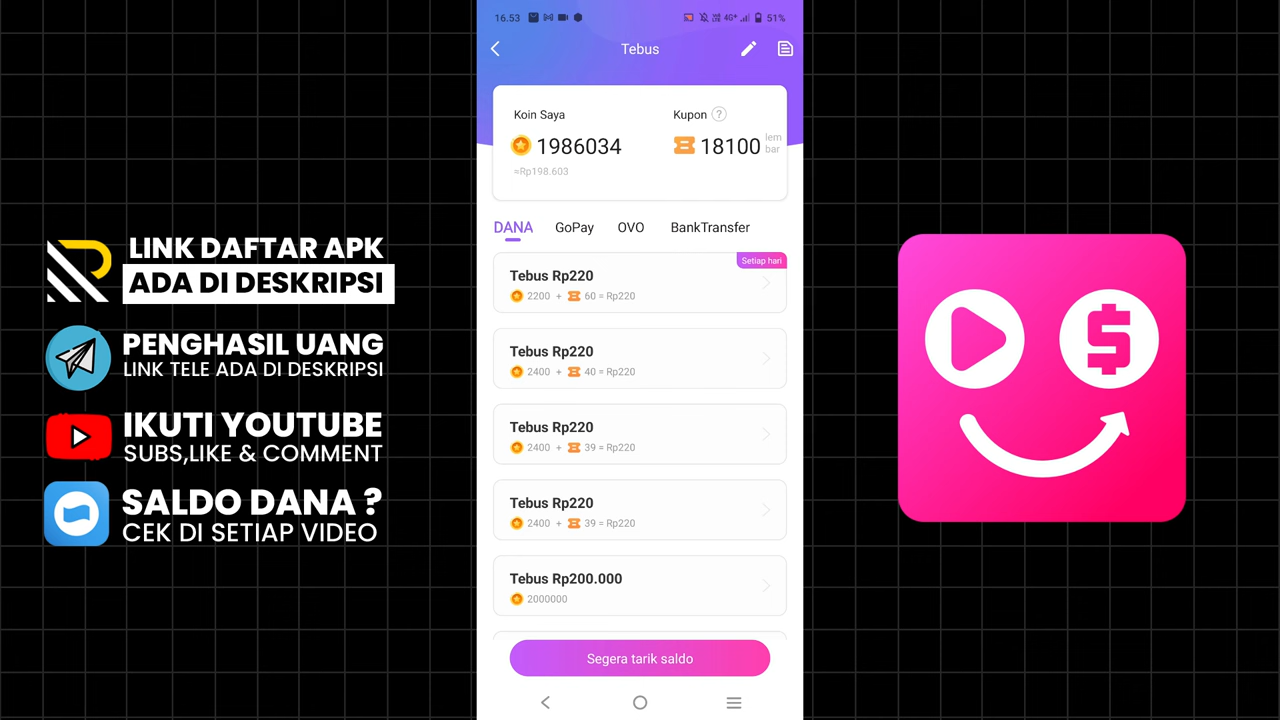 LINK DAFTAR APK
ADA DI DESKRIPSI
PENGHASIL UANG
LINK TELE ADA DI DESKRIPSI
IKUTI YOUTUBE
SUBS,LIKE & COMMENT
SALDO DANA ?
CEK DI SETIAP VIDEO
16.53
4G+
51%
Tebus
Koin Saya
Kupon ?
1986034
18100 lem
bar
≈Rp198.603
DANA GoPay OVO BankTransfer
Setiap hari
Tebus Rp220
2200 + 60 = Rp220
Tebus Rp220
2400 + 40 = Rp220
Tebus Rp220
2400 + 39 = Rp220
Tebus Rp220
2400 + 39 = Rp220
Tebus Rp200.000
2000000
Segera tarik saldo
$